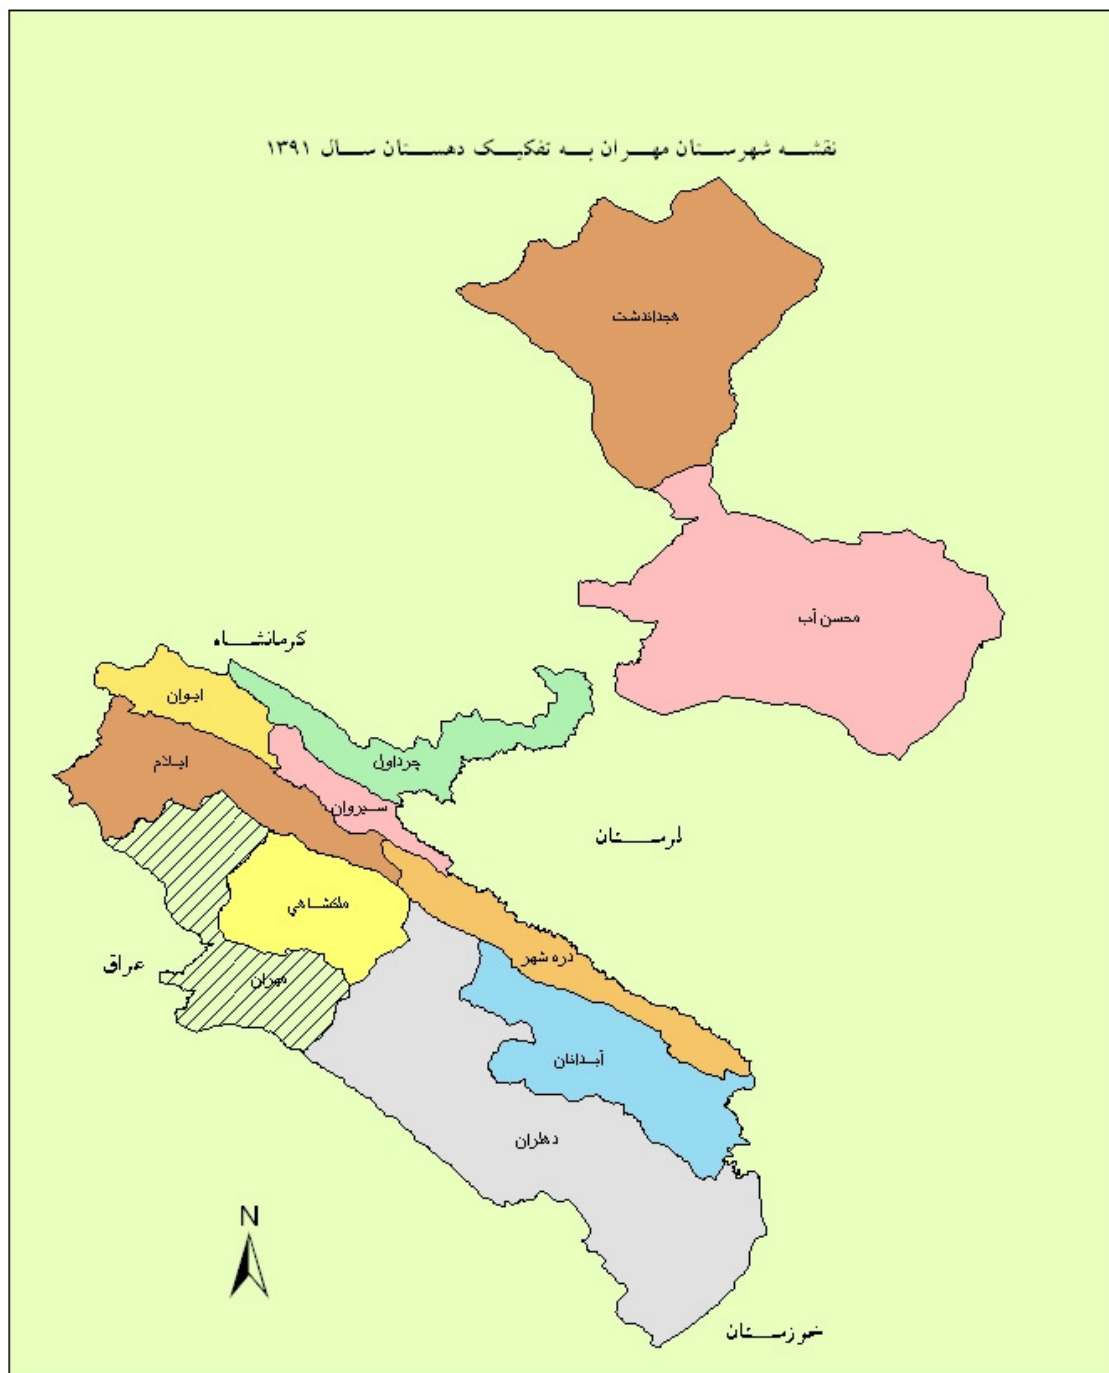 نقشه شهرستان مهران به تفکیک دهستان سال ۱۳۹۱
هجداندشت
محسن آب
کرمانشاه
ایوان
ایلام
چرداول
سیروان
لرستان
ملکشاهی
عراق
مهران
دره شهر
آبدانان
دهلران
N
خوزستان